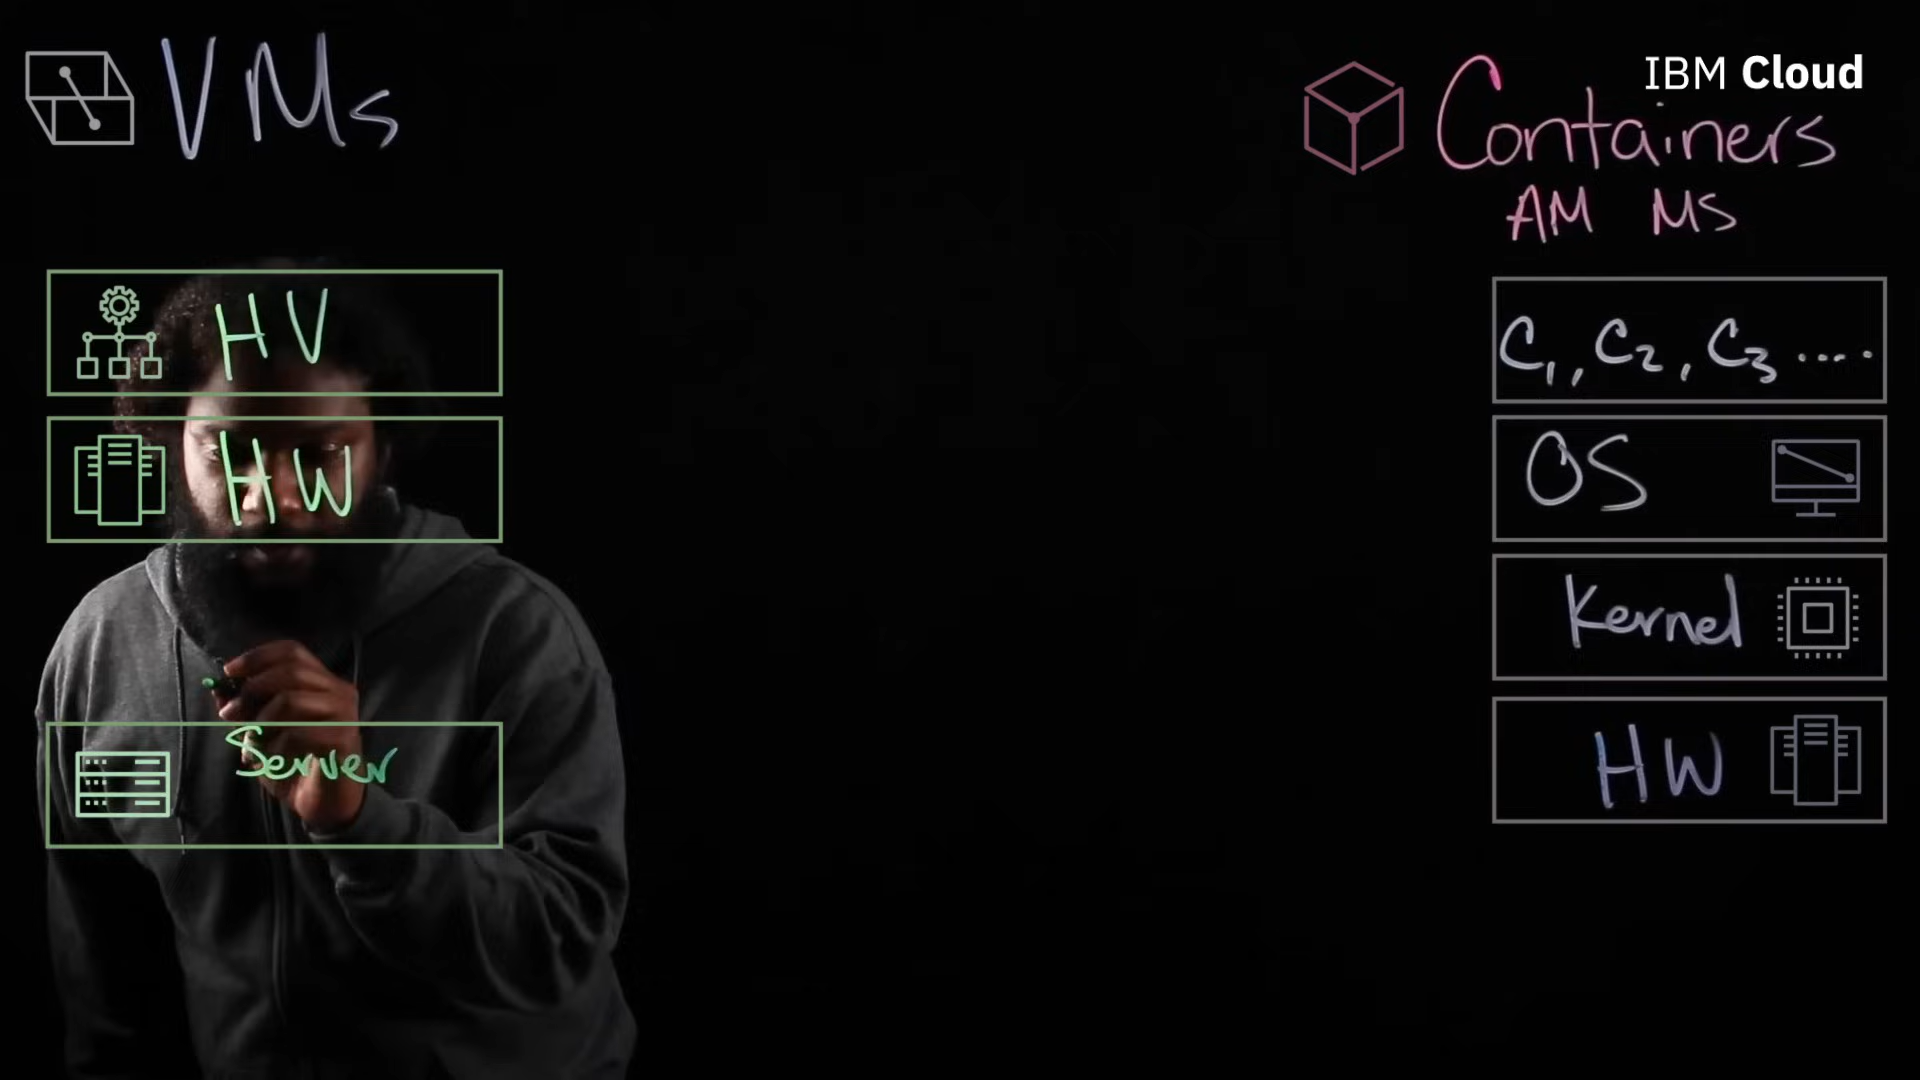 VMs
IBM Cloud
Containers
AM MS
HV
HW
Server
C1, C2, C3 ....
OS
Kernel
HW